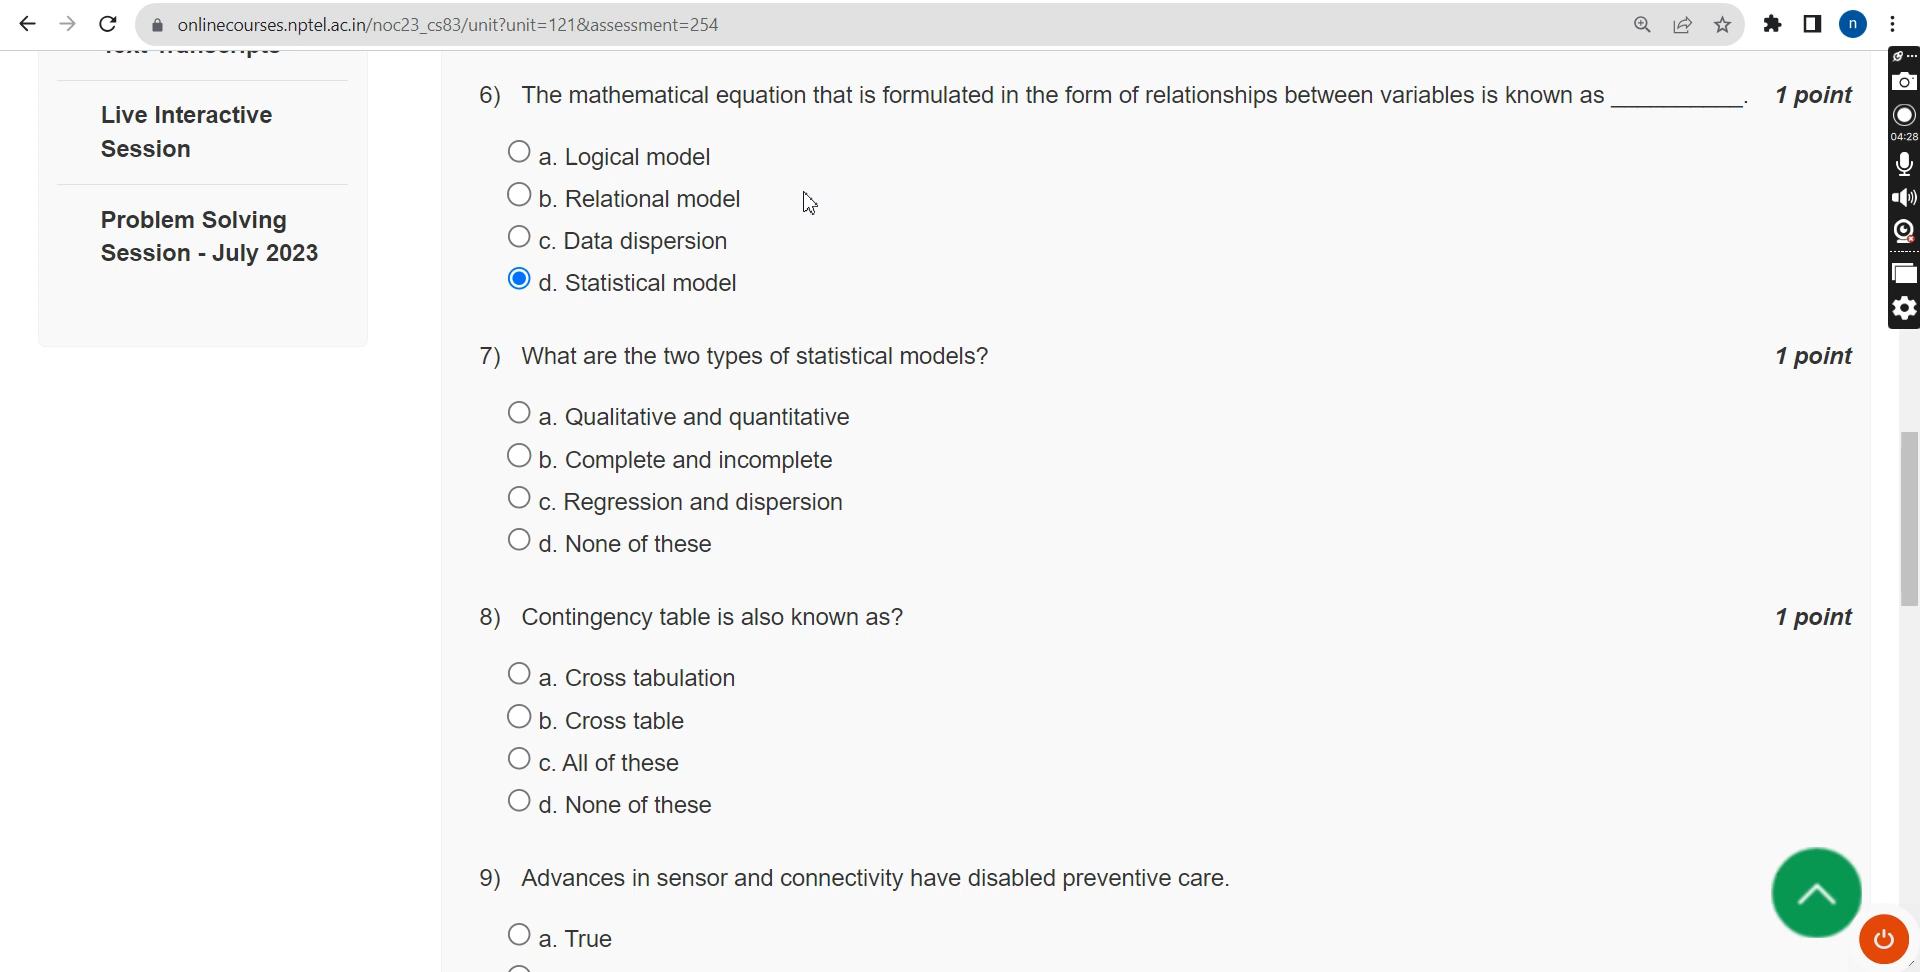 onlinecourses.nptel.ac.in/noc23_cs83/unit?unit=121&assessment=254
n
Text Transcripts
Live Interactive
Session
Problem Solving
Session - July 2023
6) The mathematical equation that is formulated in the form of relationships between variables is known as __________. 1 point
a. Logical model
b. Relational model
c. Data dispersion
d. Statistical model
7) What are the two types of statistical models? 1 point
a. Qualitative and quantitative
b. Complete and incomplete
c. Regression and dispersion
d. None of these
8) Contingency table is also known as? 1 point
a. Cross tabulation
b. Cross table
c. All of these
d. None of these
9) Advances in sensor and connectivity have disabled preventive care.
a. True
04:28